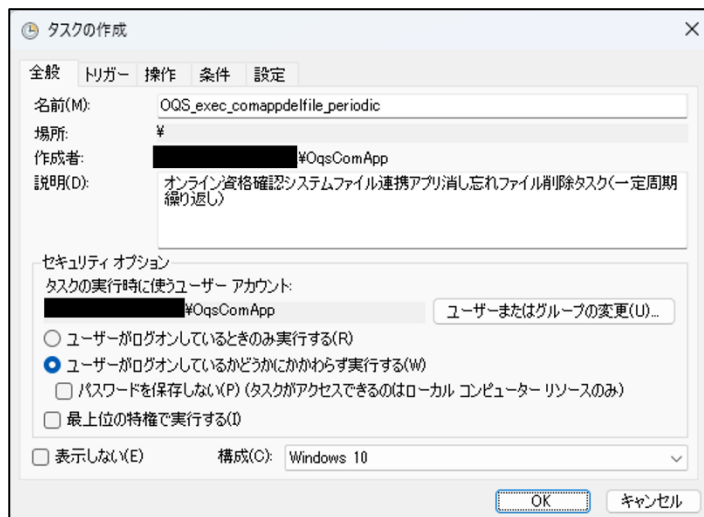 タスクの作成
全般 トリガー 操作 条件 設定
名前(M): OQS_exec_comappdelfile_periodic
場所: ¥
作成者: ¥OqsComApp
説明(D): オンライン資格確認システムファイル連携アプリ消し忘れファイル削除タスク(一定周期
繰り返し)
セキュリティ オプション
タスクの実行時に使うユーザー アカウント:
¥OqsComApp ユーザーまたはグループの変更(U)...
ユーザーがログオンしているときのみ実行する(R)
ユーザーがログオンしているかどうかにかかわらず実行する(W)
パスワードを保存しない(P) (タスクがアクセスできるのはローカル コンピューター リソースのみ)
最上位の特権で実行する(I)
表示しない(E) 構成(C): Windows 10
OK キャンセル